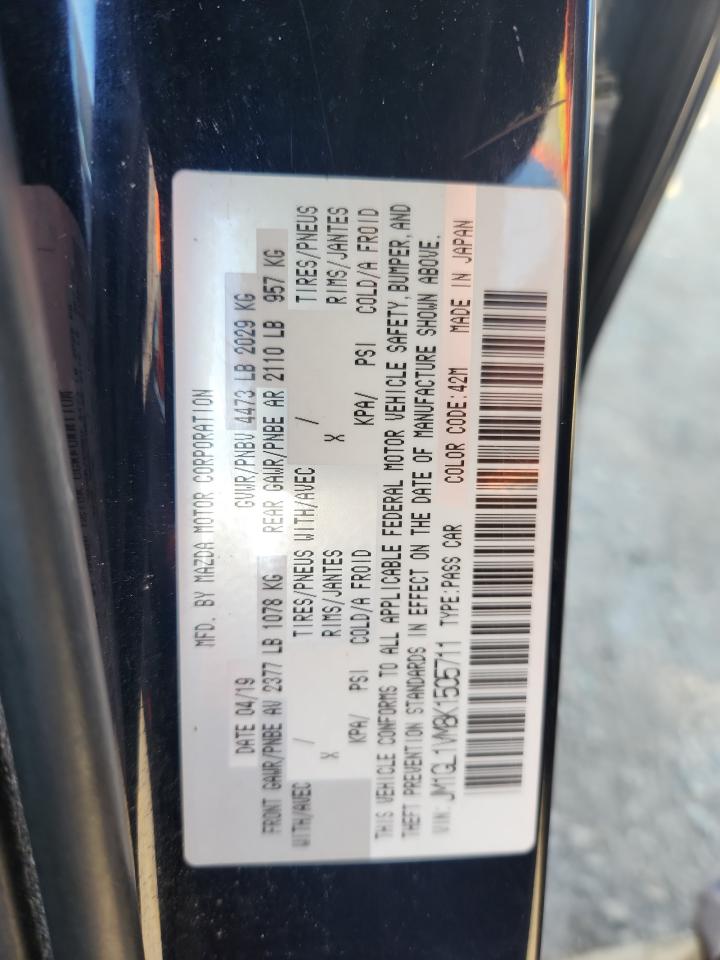 MFD. BY MAZDA MOTOR CORPORATION
DATE 04/19 GVWR/PNBV 4473 LB 2029 KG
FRONT GAWR/PNBE AV 2377 LB 1078 KG REAR GAWR/PNBE AR 2110 LB 957 KG
WITH/AVEC TIRES/PNEUS WITH/AVEC TIRES/PNEUS
/ RIMS/JANTES / RIMS/JANTES
X X
KPA/ PSI COLD/A FROID KPA/ PSI COLD/A FROID
THIS VEHICLE CONFORMS TO ALL APPLICABLE FEDERAL MOTOR VEHICLE SAFETY, BUMPER, AND
THEFT PREVENTION STANDARDS IN EFFECT ON THE DATE OF MANUFACTURE SHOWN ABOVE.
VIN: JM1GL1VM8K1505711 TYPE:PASS CAR COLOR CODE:42M MADE IN JAPAN